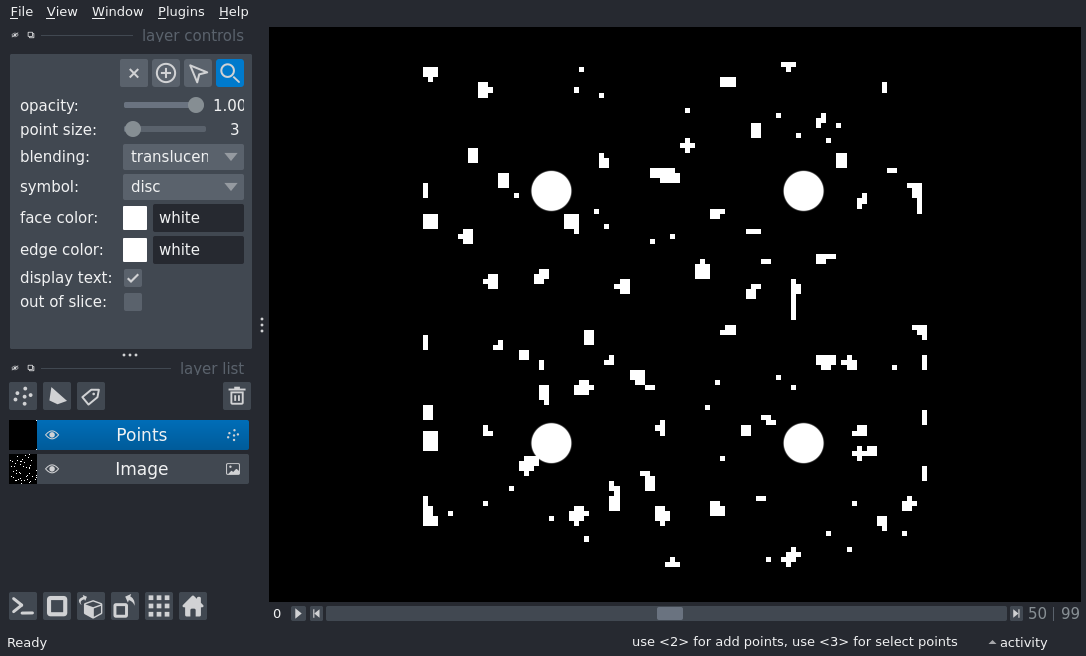 File View Window Plugins Help
layer controls
opacity: 1.00
point size: 3
blending: translucen
symbol: disc
face color: white
edge color: white
display text:
out of slice:
layer list
Points
Image
0 50 | 99
Ready use <2> for add points, use <3> for select points activity